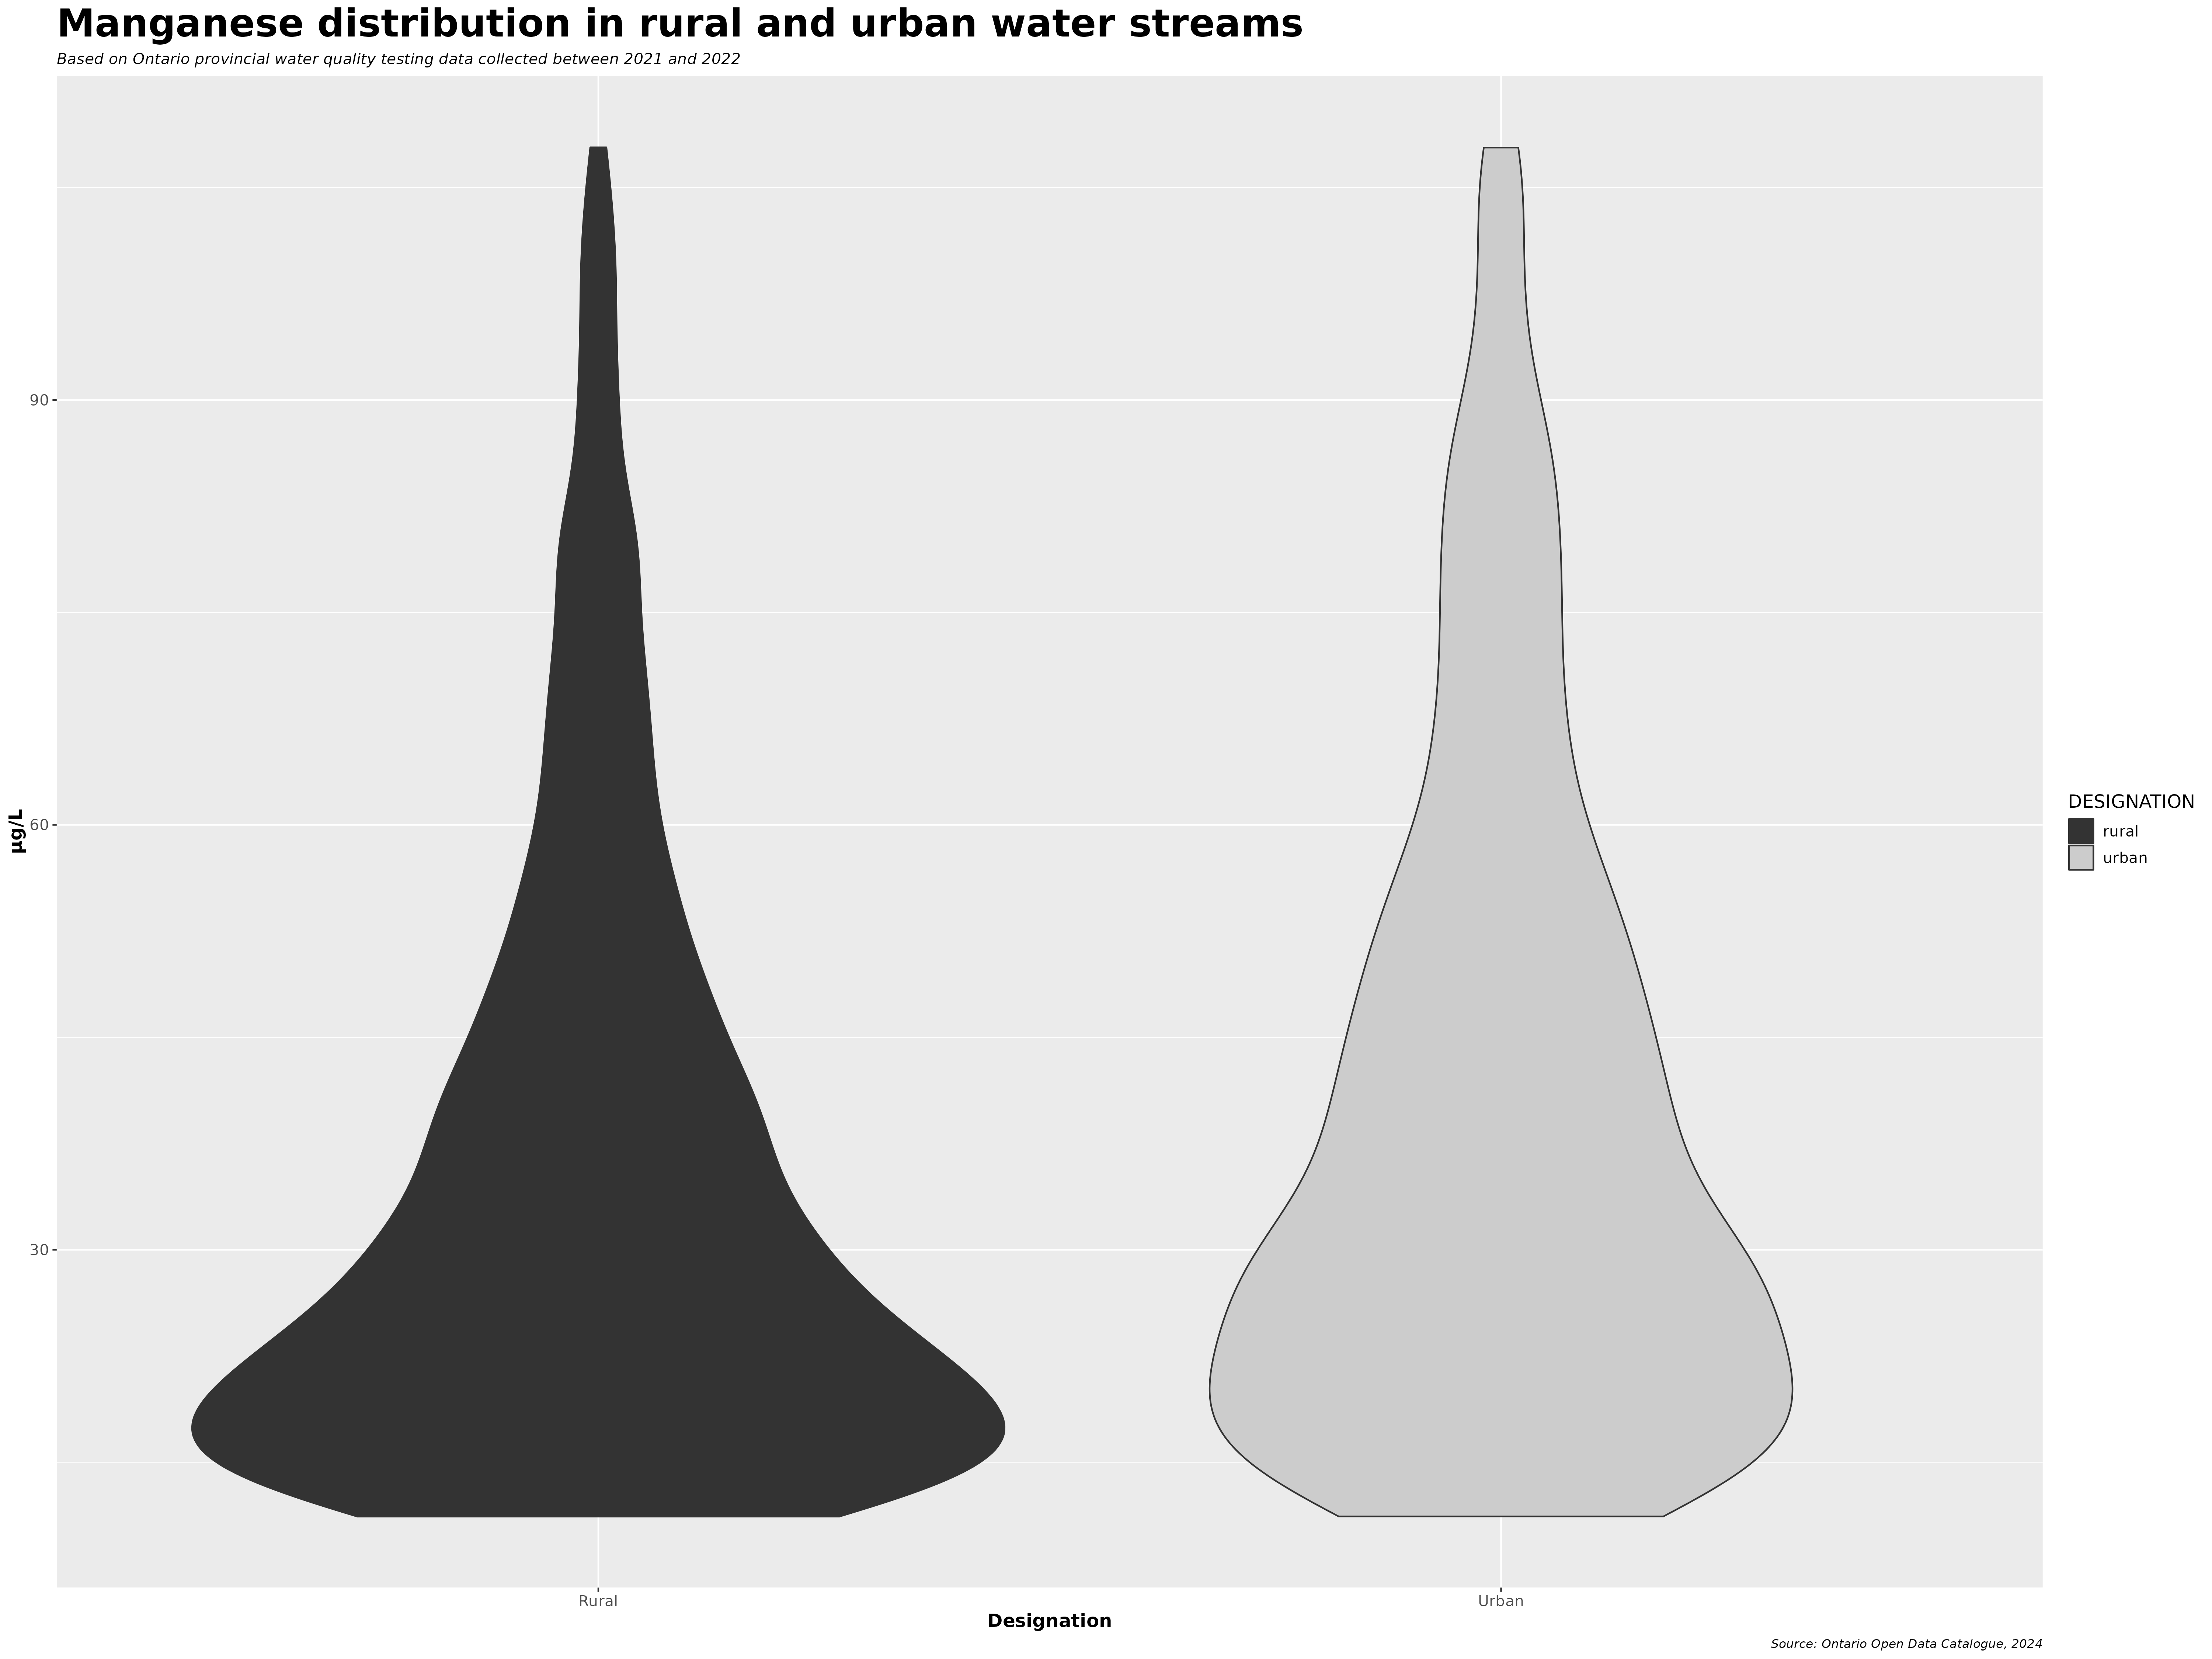 Manganese distribution in rural and urban water streams
Based on Ontario provincial water quality testing data collected between 2021 and 2022
90
60
30
µg/L
DESIGNATION
rural
urban
Rural
Urban
Designation
Source: Ontario Open Data Catalogue, 2024